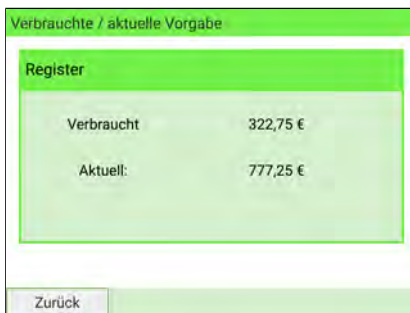 Verbrauchte / aktuelle Vorgabe
Register
Verbraucht 322,75 €
Aktuell: 777,25 €
Zurück